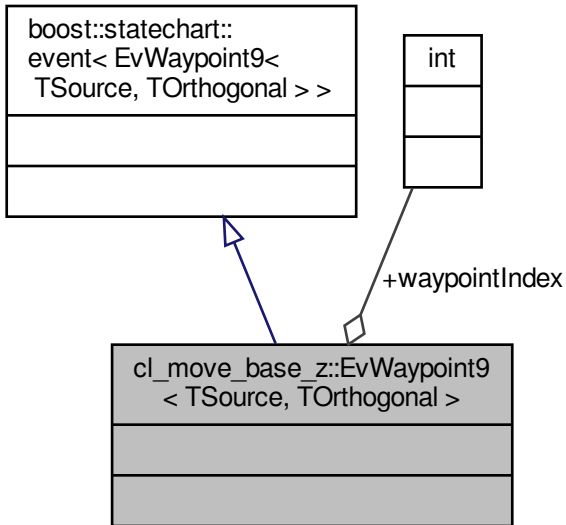 boost::statechart::
event< EvWaypoint9<
TSource, TOrthogonal > >
int
+waypointIndex
cl_move_base_z::EvWaypoint9
< TSource, TOrthogonal >